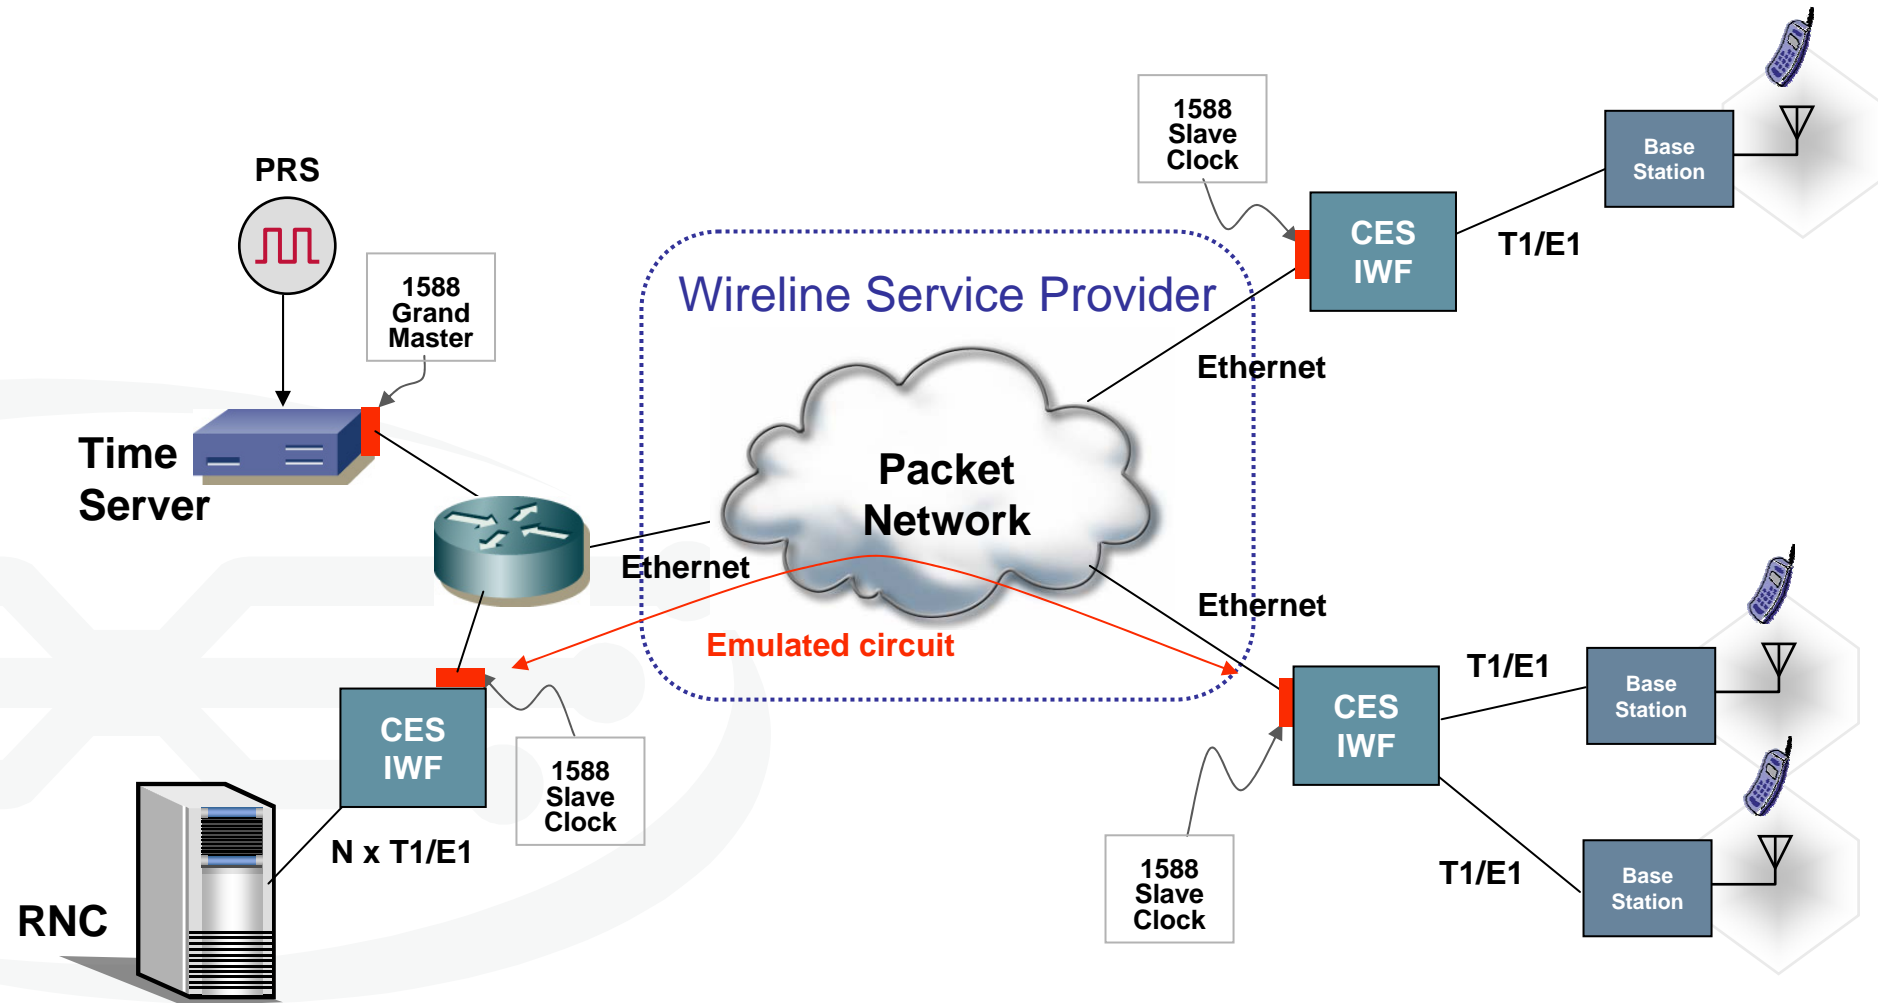 PRS
1588
Grand
Master
Time
Server
Wireline Service Provider
Packet
Network
Ethernet
Emulated circuit
CES
IWF
1588
Slave
Clock
N x T1/E1
RNC
1588
Slave
Clock
CES
IWF
Ethernet
T1/E1
Base
Station
Ethernet
CES
IWF
1588
Slave
Clock
T1/E1
Base
Station
T1/E1
Base
Station